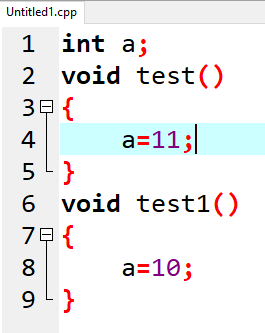 Untitled1.cpp
1 int a;
2 void test()
3 {
4 a=11;
5 }
6 void test1()
7 {
8 a=10;
9 }